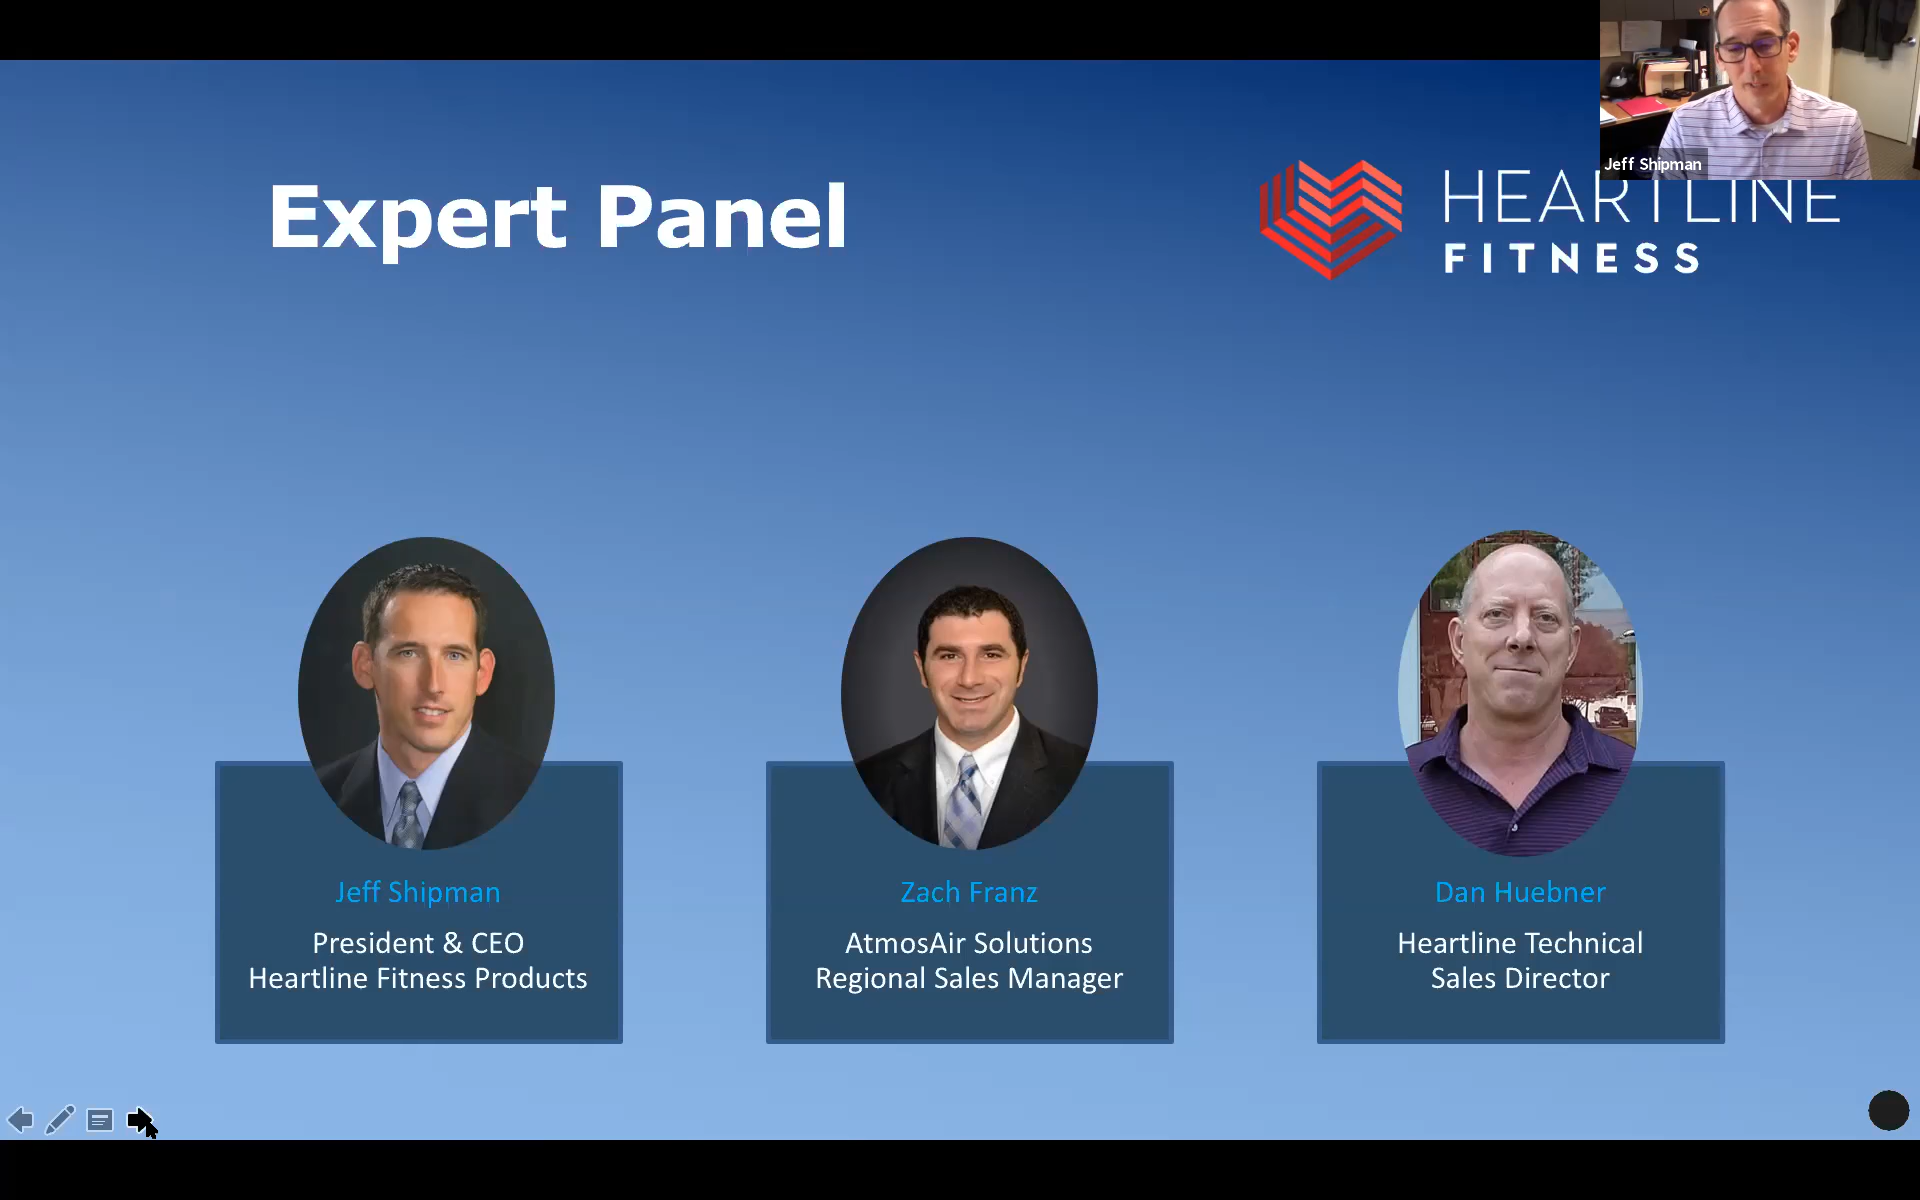 Jeff Shipman
Expert Panel
HEARTLINE
FITNESS
Jeff Shipman
President & CEO
Heartline Fitness Products
Zach Franz
AtmosAir Solutions
Regional Sales Manager
Dan Huebner
Heartline Technical
Sales Director